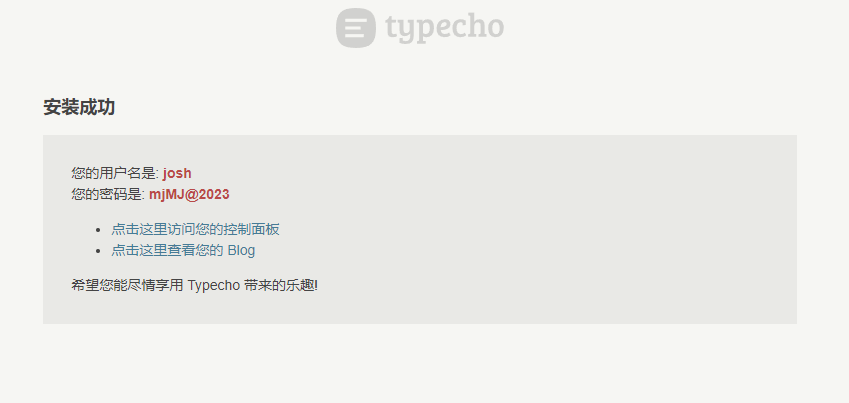 typecho
安装成功
您的用户名是: josh
您的密码是: mjMJ@2023
点击这里访问您的控制面板
点击这里查看您的 Blog
希望您能尽情享用 Typecho 带来的乐趣!